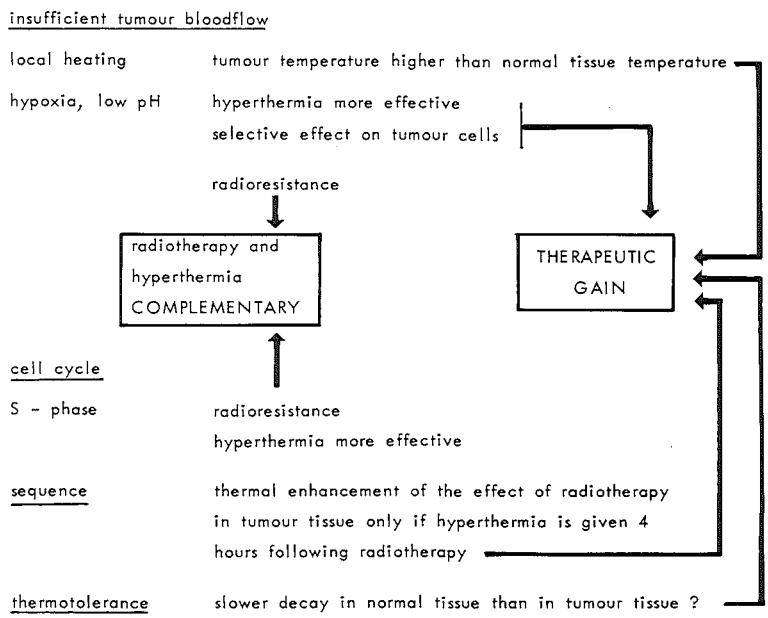 insufficient tumour bloodflow
local heating tumour temperature higher than normal tissue temperature
hypoxia, low pH hyperthermia more effective
selective effect on tumour cells
radioresistance
radiotherapy and
hyperthermia
COMPLEMENTARY
THERAPEUTIC
GAIN
cell cycle
S - phase radioresistance
hyperthermia more effective
sequence thermal enhancement of the effect of radiotherapy
in tumour tissue only if hyperthermia is given 4
hours following radiotherapy
thermotolerance slower decay in normal tissue than in tumour tissue ?